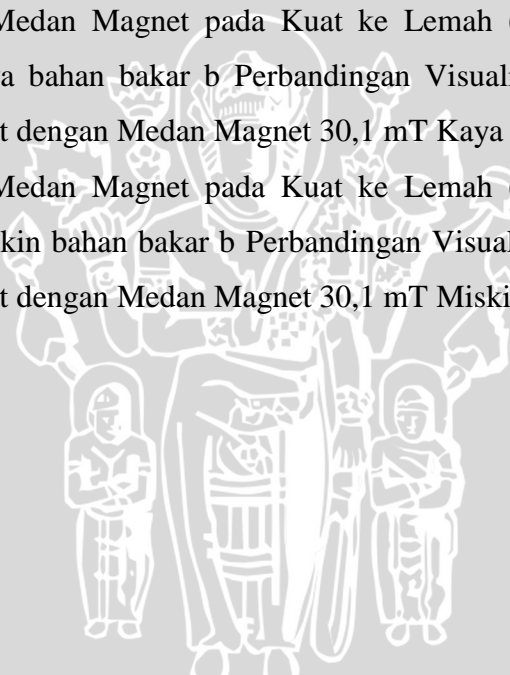 Medan Magnet pada Kuat ke Lemah
a bahan bakar b Perbandingan Visual
t dengan Medan Magnet 30,1 mT Kaya
Medan Magnet pada Kuat ke Lemah
kin bahan bakar b Perbandingan Visual
t dengan Medan Magnet 30,1 mT Miski